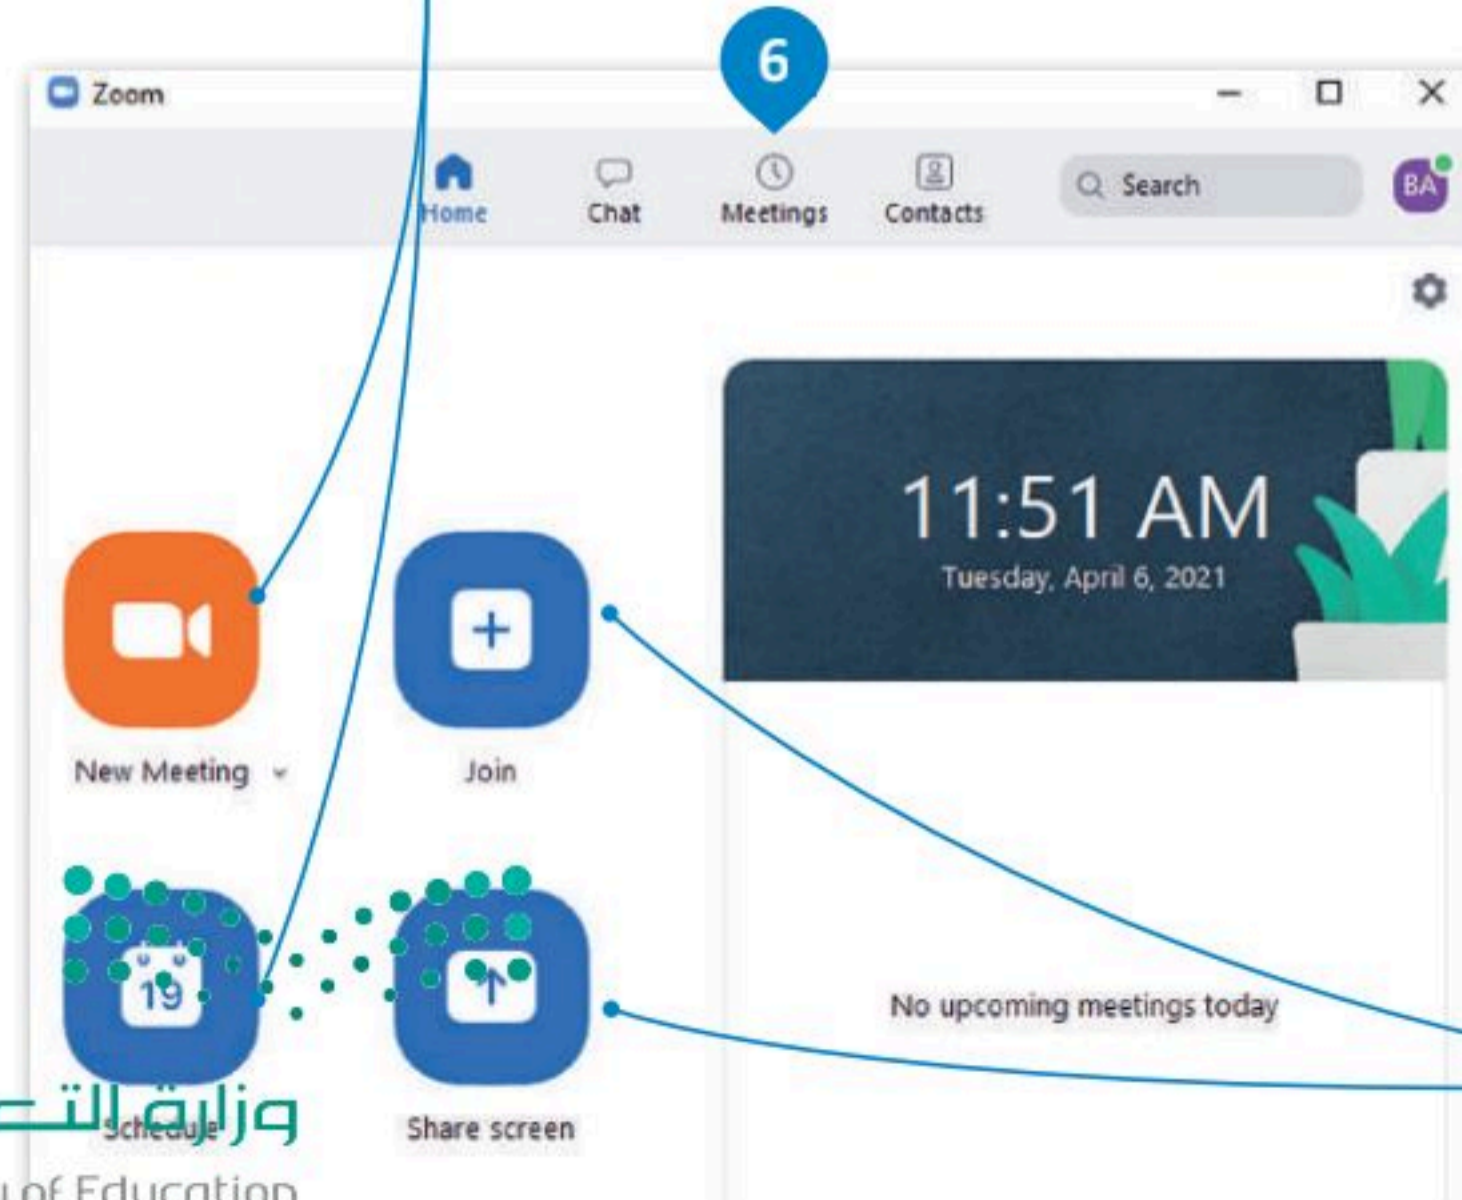 6
Zoom
Home
Chat
Meetings
Contacts
Search
BA
11:51 AM
Tuesday, April 6, 2021
New Meeting
Join
19
No upcoming meetings today
Schedule
Share screen
وزارة
of Education